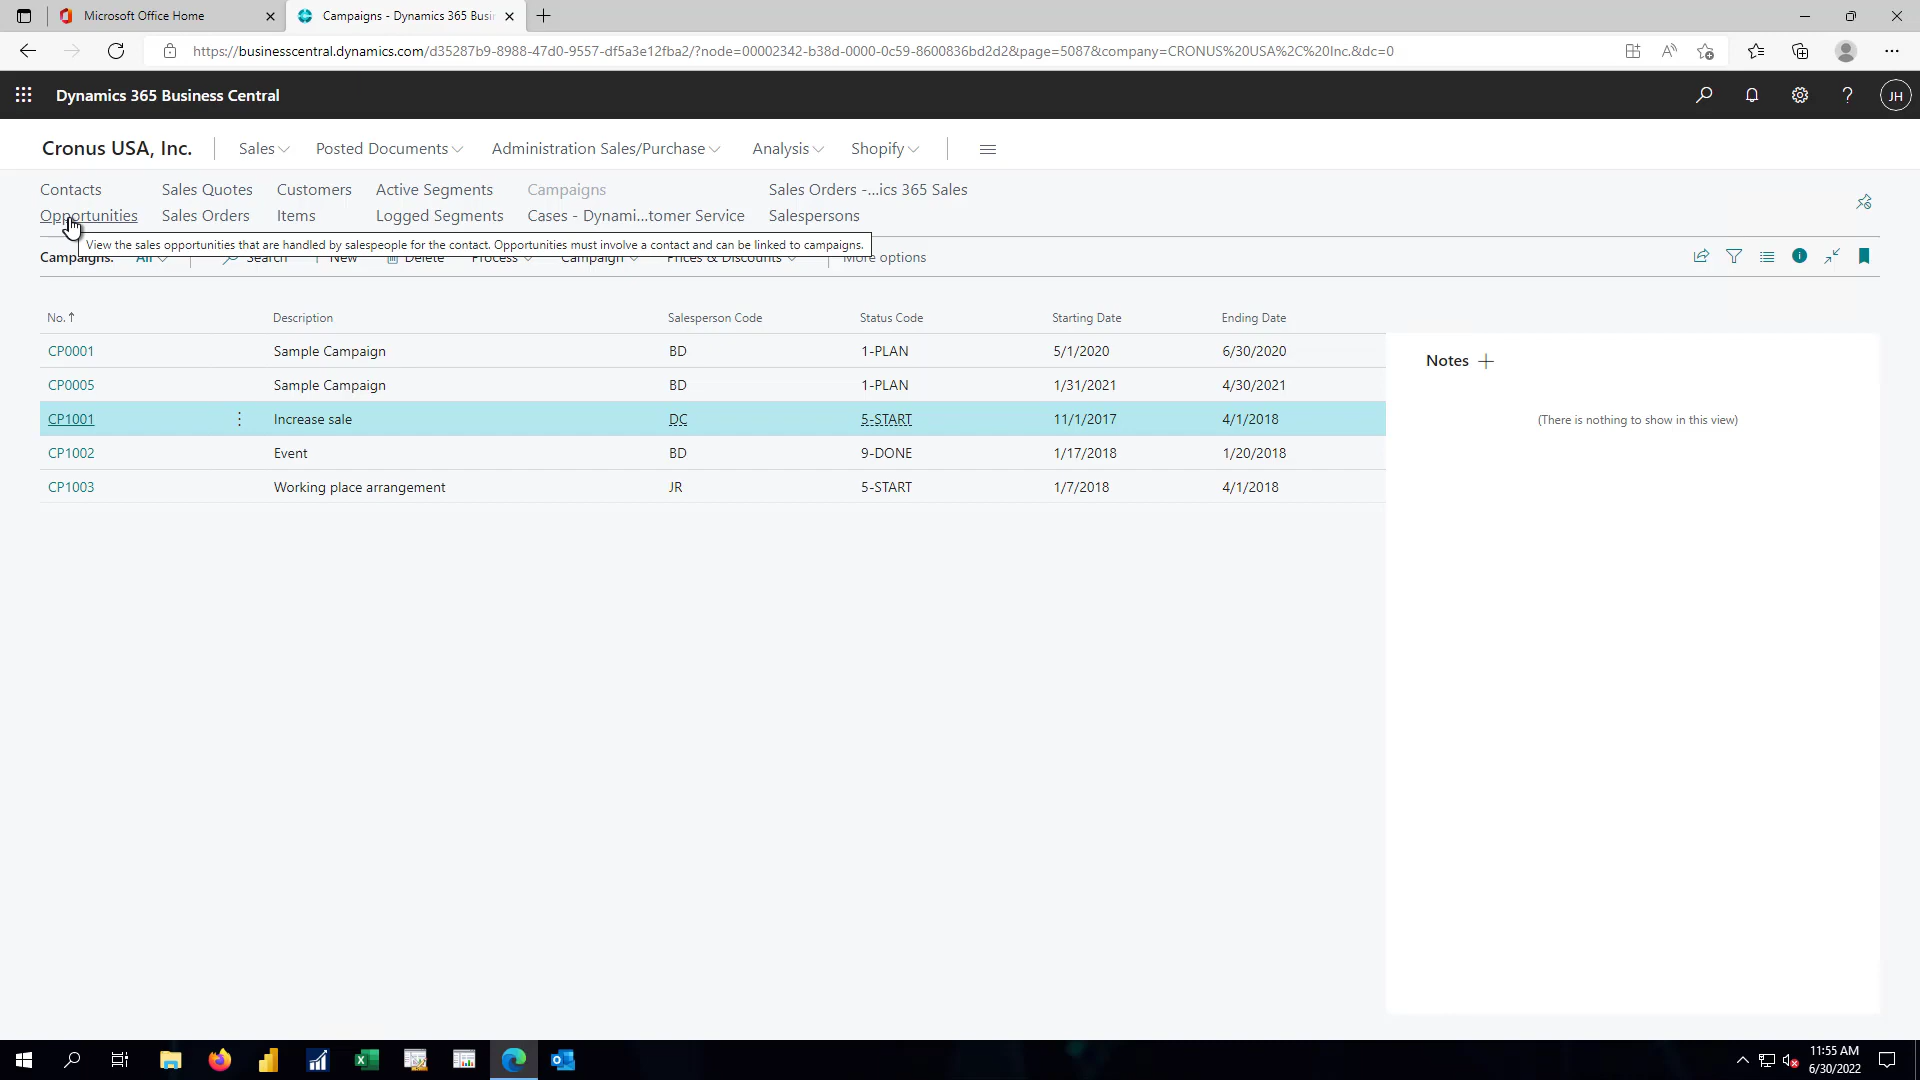 Microsoft Office Home
Campaigns - Dynamics 365 Busi
https://businesscentral.dynamics.com/d35287b9-8988-47d0-9557-df5a3e12fba2/?node=00002342-b38d-0000-0c59-8600836bd2d2&page=5087&company=CRONUS%20USA%2C%20Inc.&dc=0
Dynamics 365 Business Central
JH
Cronus USA, Inc. Sales Posted Documents Administration Sales/Purchase Analysis Shopify
Contacts Sales Quotes Customers Active Segments Campaigns Sales Orders -...ics 365 Sales
Opportunities Sales Orders Items Logged Segments Cases - Dynami...tomer Service Salespersons
View the sales opportunities that are handled by salespeople for the contact. Opportunities must involve a contact and can be linked to campaigns.
Campaigns: All Search New Delete Process Campaign Prices & Discounts More options
No.↑ Description Salesperson Code Status Code Starting Date Ending Date
CP0001 Sample Campaign BD 1-PLAN 5/1/2020 6/30/2020
CP0005 Sample Campaign BD 1-PLAN 1/31/2021 4/30/2021
CP1001 Increase sale DC 5-START 11/1/2017 4/1/2018
CP1002 Event BD 9-DONE 1/17/2018 1/20/2018
CP1003 Working place arrangement JR 5-START 1/7/2018 4/1/2018
Notes +
(There is nothing to show in this view)
11:55 AM
6/30/2022